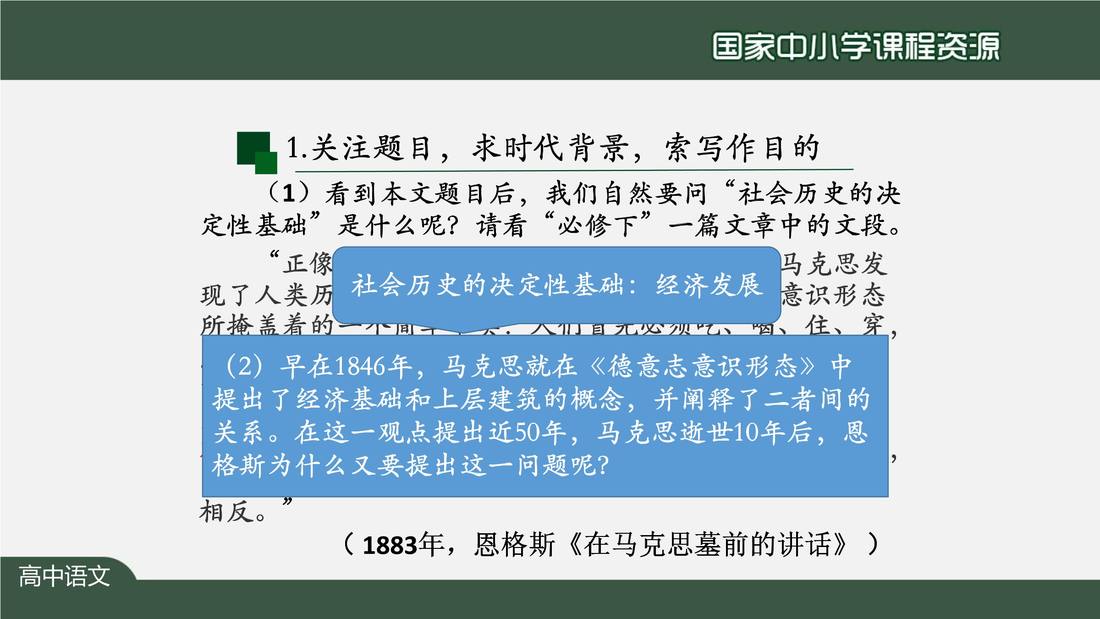 国家中小学课程资源
1.关注题目，求时代背景，索写作目的
（1）看到本文题目后，我们自然要问“社会历史的决
定性基础”是什么呢？请看“必修下”一篇文章中的文段。
“正像 马克思发
现了人类历 意识形态
社会历史的决定性基础：经济发展
所掩盖着的一个简单事实：人们首先必须吃、喝、住、穿，
（2）早在1846年，马克思就在《德意志意识形态》中
提出了经济基础和上层建筑的概念，并阐释了二者间的
关系。在这一观点提出近50年，马克思逝世10年后，恩
格斯为什么又要提出这一问题呢？
相反。”
（ 1883年，恩格斯《在马克思墓前的讲话》 ）
高中语文